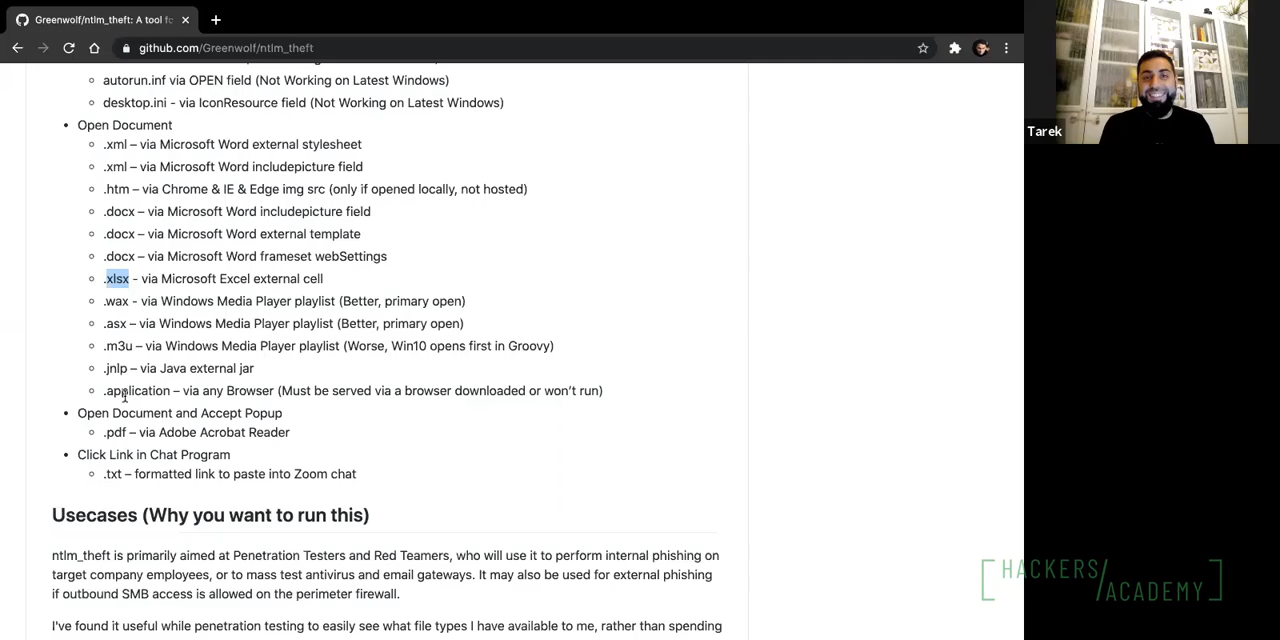 Greenwolf/ntlm_theft: A tool fo
github.com/Greenwolf/ntlm_theft
autorun.inf via OPEN field (Not Working on Latest Windows)
desktop.ini - via IconResource field (Not Working on Latest Windows)
Open Document
.xml – via Microsoft Word external stylesheet
.xml – via Microsoft Word includepicture field
.htm – via Chrome & IE & Edge img src (only if opened locally, not hosted)
.docx – via Microsoft Word includepicture field
.docx – via Microsoft Word external template
.docx – via Microsoft Word frameset webSettings
.xlsx - via Microsoft Excel external cell
.wax - via Windows Media Player playlist (Better, primary open)
.asx – via Windows Media Player playlist (Better, primary open)
.m3u – via Windows Media Player playlist (Worse, Win10 opens first in Groovy)
.jnlp – via Java external jar
.application – via any Browser (Must be served via a browser downloaded or won’t run)
Open Document and Accept Popup
.pdf – via Adobe Acrobat Reader
Click Link in Chat Program
.txt – formatted link to paste into Zoom chat
Usecases (Why you want to run this)
ntlm_theft is primarily aimed at Penetration Testers and Red Teamers, who will use it to perform internal phishing on
target company employees, or to mass test antivirus and email gateways. It may also be used for external phishing
if outbound SMB access is allowed on the perimeter firewall.
I've found it useful while penetration testing to easily see what file types I have available to me, rather than spending
Tarek
HACKERS/
ACADEMY